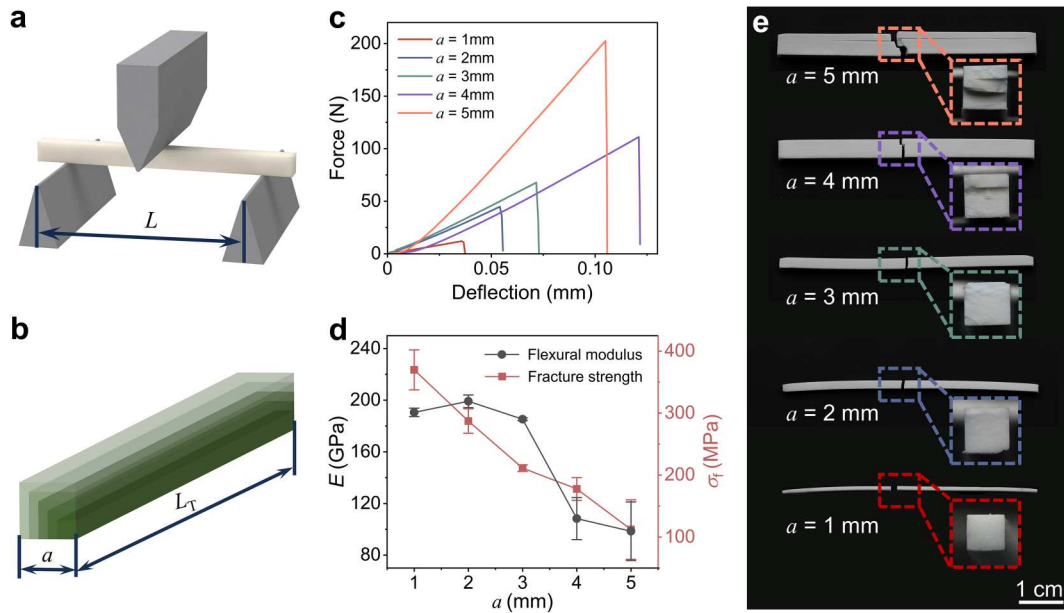 a
L
b
a
L_T
c
Force (N)
200
150
100
50
0
a = 1mm
a = 2mm
a = 3mm
a = 4mm
a = 5mm
0
0.05
0.10
Deflection (mm)
d
E (GPa)
240
200
160
120
80
Flexural modulus
Fracture strength
400
300
200
100
σ_f (MPa)
1 2 3 4 5
a (mm)
e
a = 5 mm
a = 4 mm
a = 3 mm
a = 2 mm
a = 1 mm
1 cm